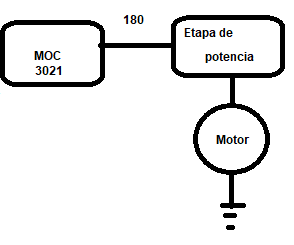 180
MOC
3021
Etapa de
potencia
Motor